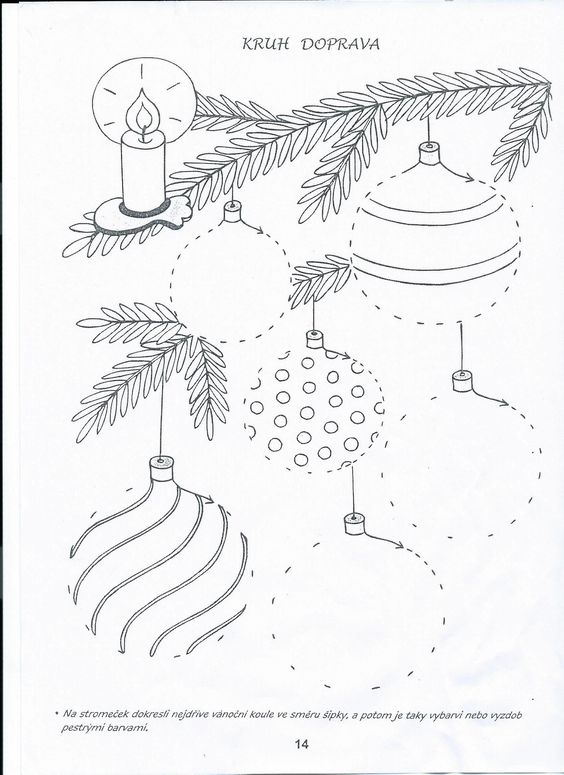 KRUH DOPRAVA
• Na stromeček dokresli nejdříve vánoční koule ve směru šipky, a potom je taky vybarvi nebo vyzdob
pestrými barvami.
14